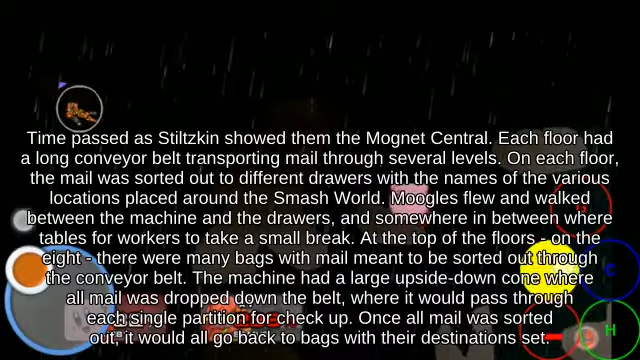 Time passed as Stiltzkin showed them the Mognet Central. Each floor had
a long conveyor belt transporting mail through several levels. On each floor,
the mail was sorted out to different drawers with the names of the various
locations placed around the Smash World. Moogles flew and walked
between the machine and the drawers, and somewhere in between where
tables for workers to take a small break. At the top of the floors - on the
eight - there were many bags with mail meant to be sorted out through
the conveyor belt. The machine had a large upside-down cone where
all mail was dropped down the belt, where it would pass through
each single partition for check up. Once all mail was sorted
out, it would all go back to bags with their destinations set.
C
H